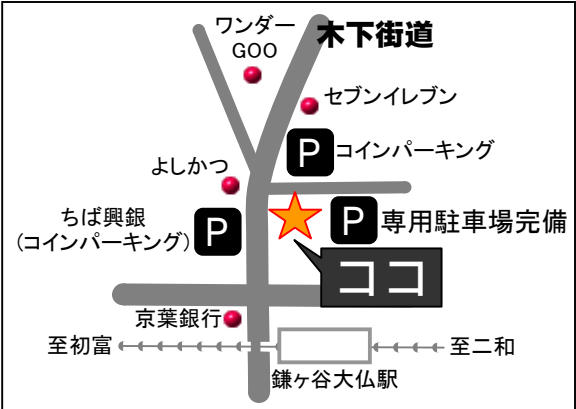 ワンダー
GOO
木下街道
セブンイレブン
P コインパーキング
よしかつ
ちば興銀
(コインパーキング) P
P 専用駐車場完備
ココ
京葉銀行
至初富
至二和
鎌ヶ谷大仏駅